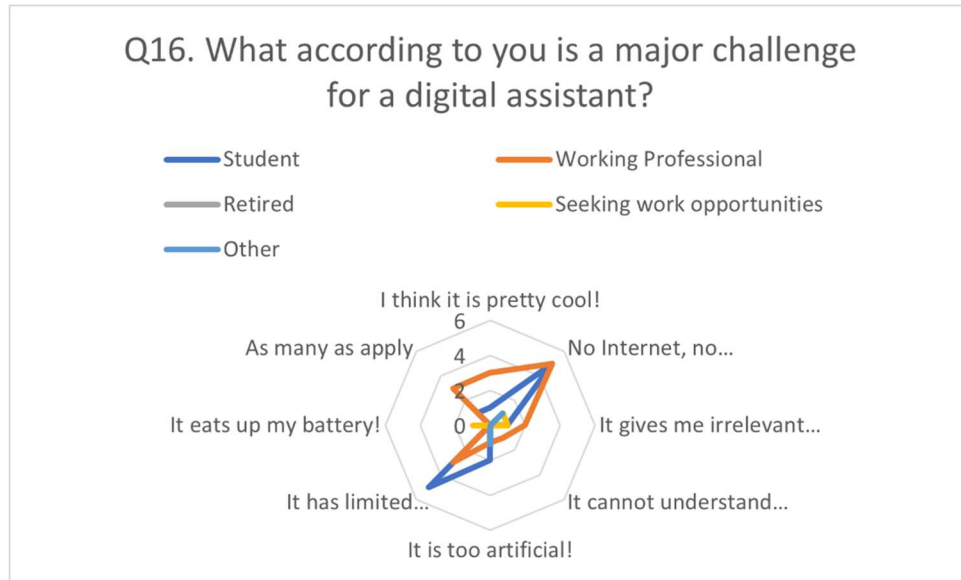 Q16. What according to you is a major challenge
for a digital assistant?
Student
Working Professional
Retired
Seeking work opportunities
Other
I think it is pretty cool!
6
As many as apply
No Internet, no…
4
2
It eats up my battery!
0
It gives me irrelevant…
It has limited…
It cannot understand…
It is too artificial!